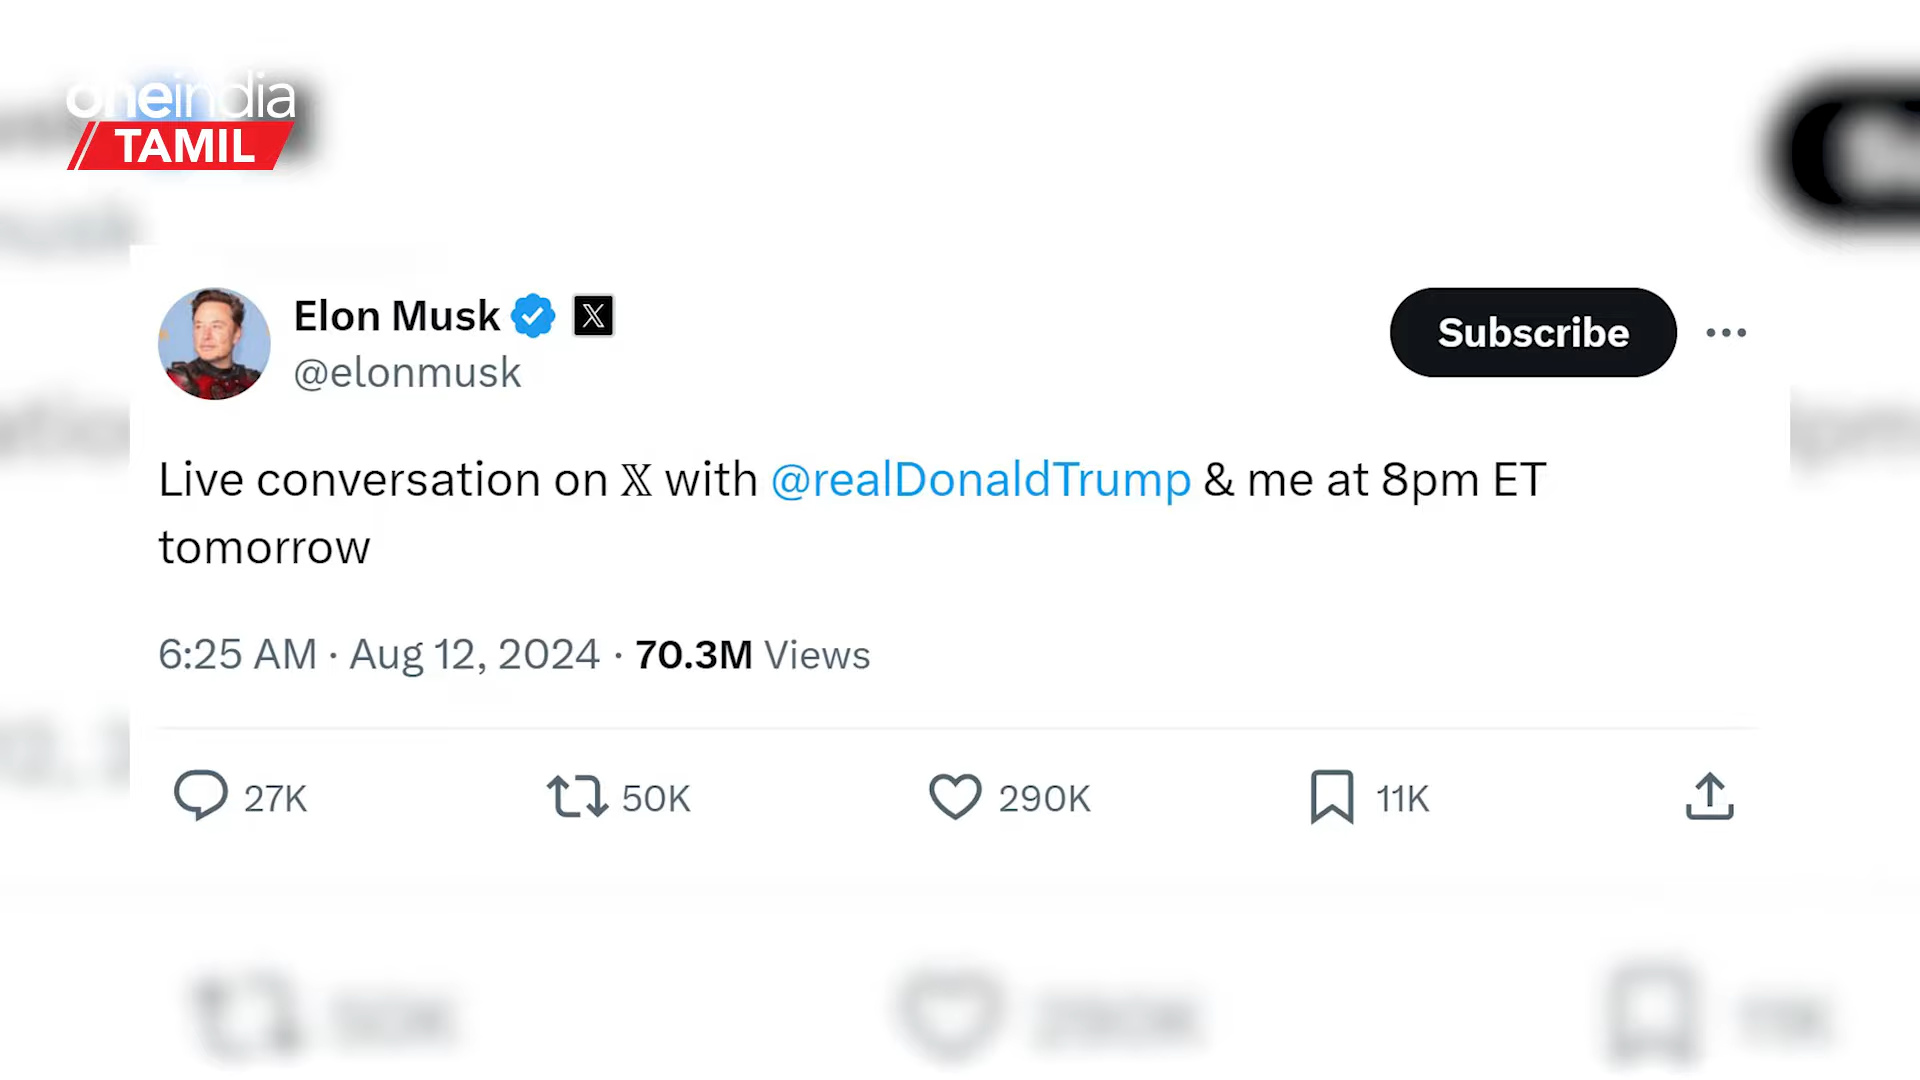 oneindia
TAMIL
Elon Musk
@elonmusk
Subscribe
Live conversation on 𝕏 with @realDonaldTrump & me at 8pm ET
tomorrow
6:25 AM · Aug 12, 2024 · 70.3M Views
27K 50K 290K 11K